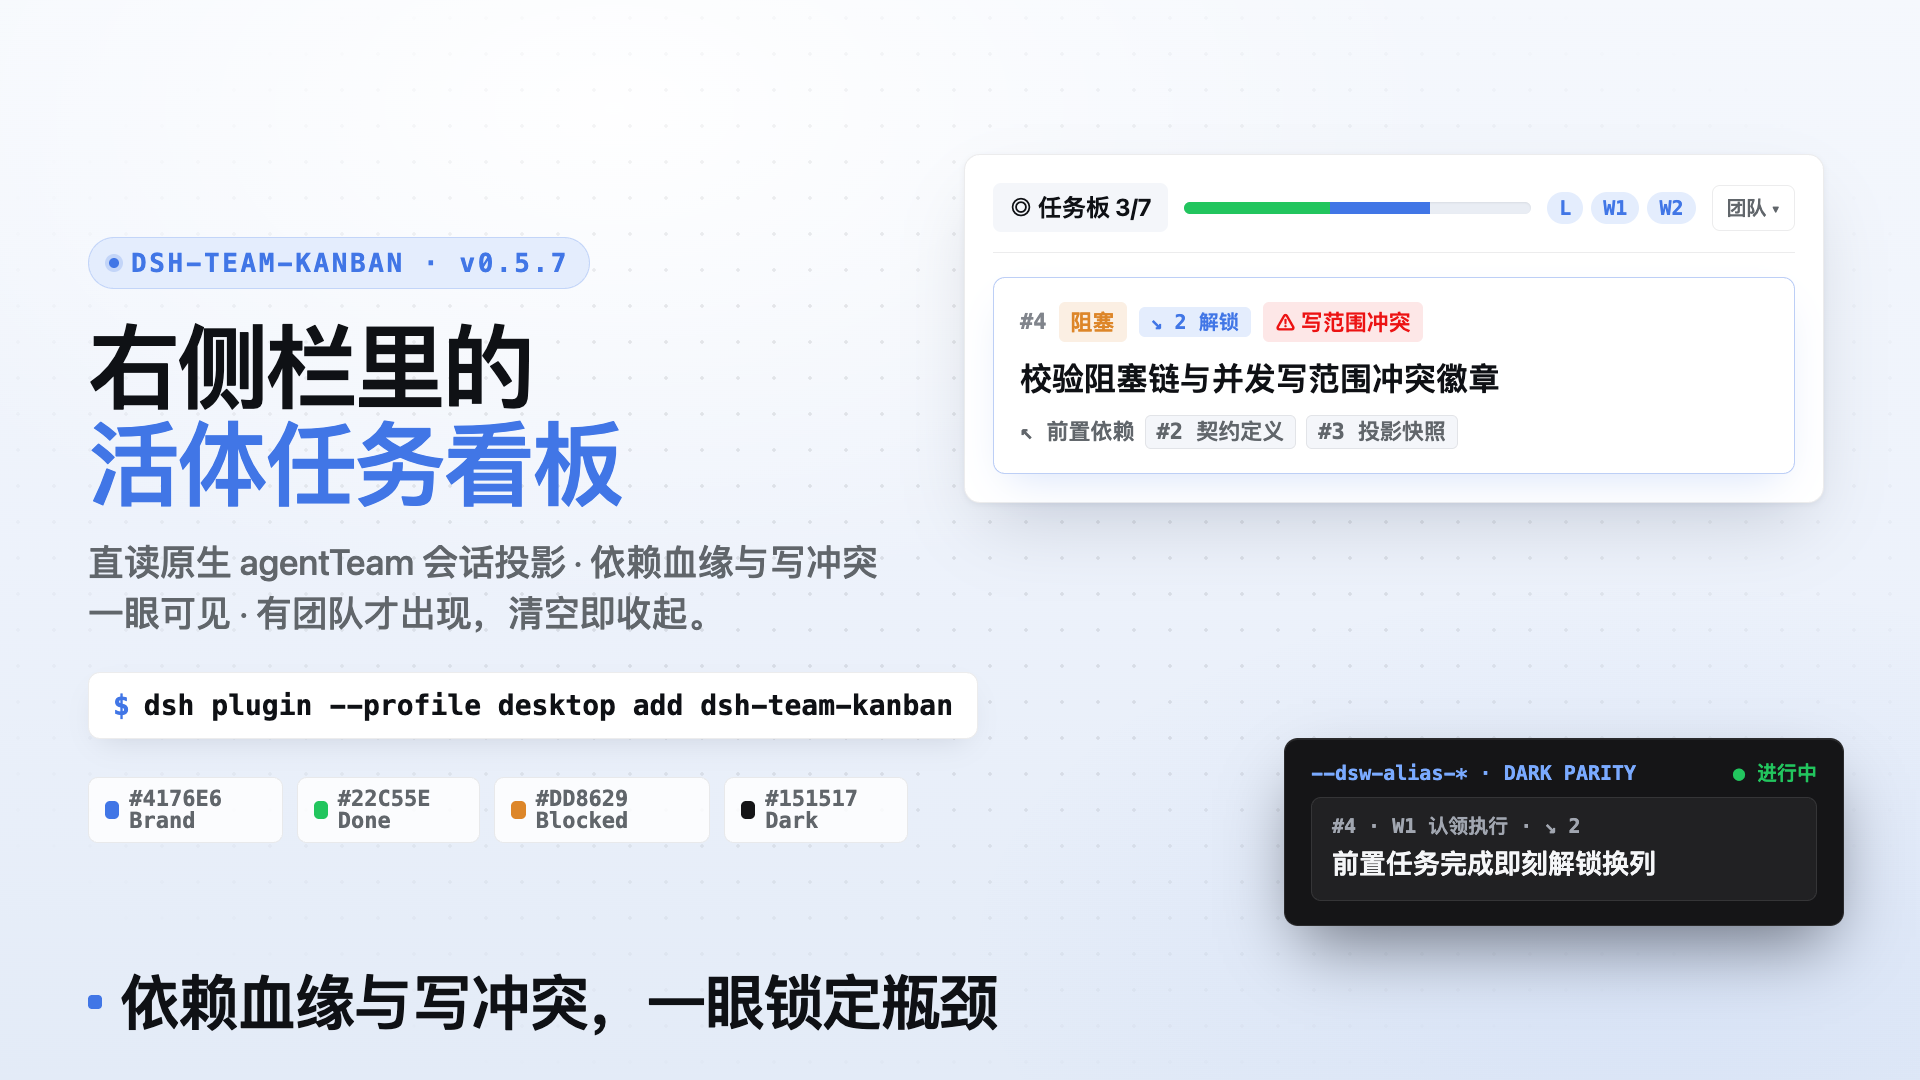 DSH-TEAM-KANBAN · v0.5.7
右侧栏里的
活体任务看板
直读原生 agentTeam 会话投影 · 依赖血缘与写冲突
一眼可见 · 有团队才出现，清空即收起。
$ dsh plugin --profile desktop add dsh-team-kanban
#4176E6
Brand
#22C55E
Done
#DD8629
Blocked
#151517
Dark
依赖血缘与写冲突，一眼锁定瓶颈
◎ 任务板 3/7
L W1 W2 团队 ▾
#4 阻塞 ↘ 2 解锁 ⚠ 写范围冲突
校验阻塞链与并发写范围冲突徽章
↖ 前置依赖 #2 契约定义 #3 投影快照
--dsw-alias-* · DARK PARITY ● 进行中
#4 · W1 认领执行 · ↘ 2
前置任务完成即刻解锁换列